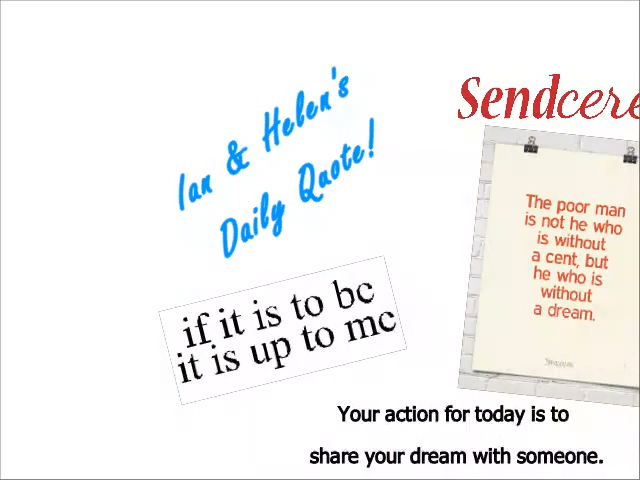 Ian & Helen's
Daily Quote!
if it is to be
it is up to me
Sendcere
The poor man
is not he who
is without
a cent, but
he who is
without
a dream.
Your action for today is to
share your dream with someone.